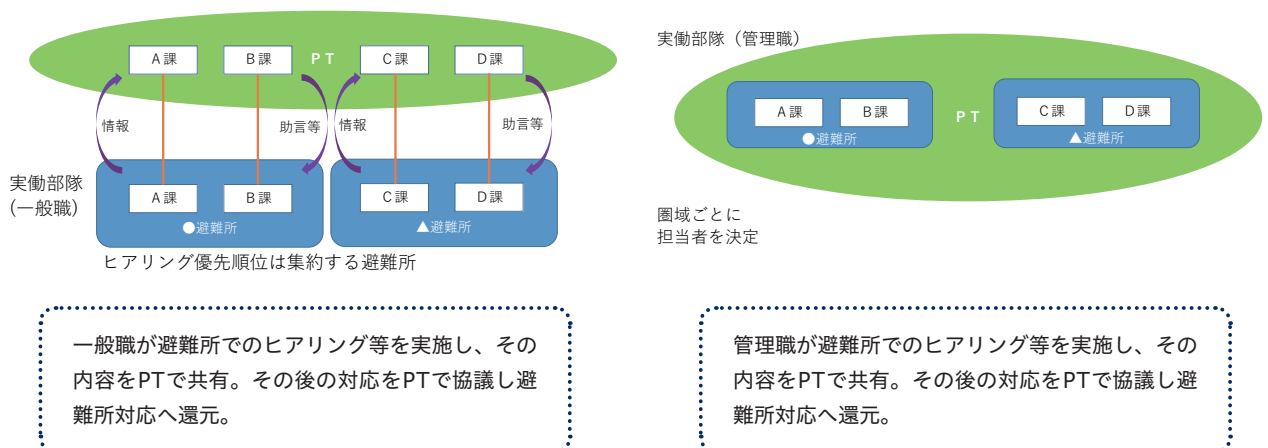 A課
B課
PT
C課
D課
情報
助言等
情報
助言等
実働部隊
(一般職)
A課
B課
●避難所
C課
D課
▲避難所
ヒアリング優先順位は集約する避難所
一般職が避難所でのヒアリング等を実施し、その
内容をPTで共有。その後の対応をPTで協議し避
難所対応へ還元。
実働部隊（管理職）
A課
B課
●避難所
PT
C課
D課
▲避難所
圏域ごとに
担当者を決定
管理職が避難所でのヒアリング等を実施し、その
内容をPTで共有。その後の対応をPTで協議し避
難所対応へ還元。